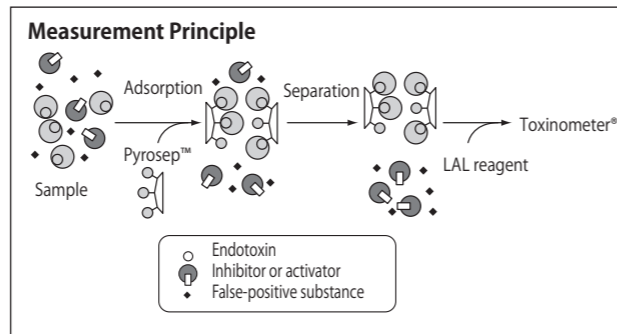 Measurement Principle
Adsorption
Separation
Pyrosep™
Sample
LAL reagent
Toxinometer®
Endotoxin
Inhibitor or activator
False-positive substance